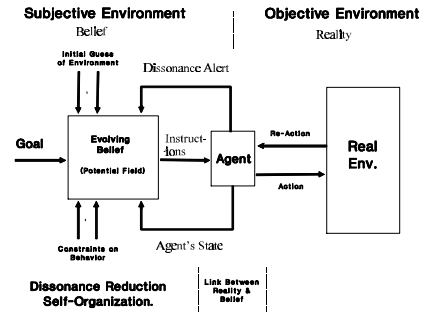 Subjective Environment
Objective Environment
Belief
Reality
Initial Guess
of Environment
Dissonance Alert
Goal
Evolving
Belief
(Potential Field)
Instruct-
ions
Agent
Re-Action
Action
Real
Env.
Constraints on
Behavior
Agent's State
Dissonance Reduction
Self-Organization.
Link Between
Reality &
Belief